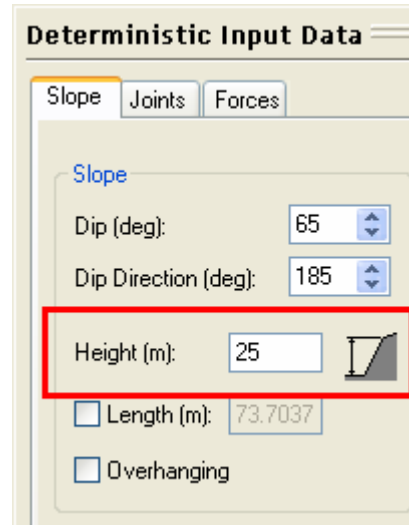 Deterministic Input Data
Slope Joints Forces
Slope
Dip (deg): 65
Dip Direction (deg): 185
Height (m): 25
Length (m): 73.7037
Overhanging